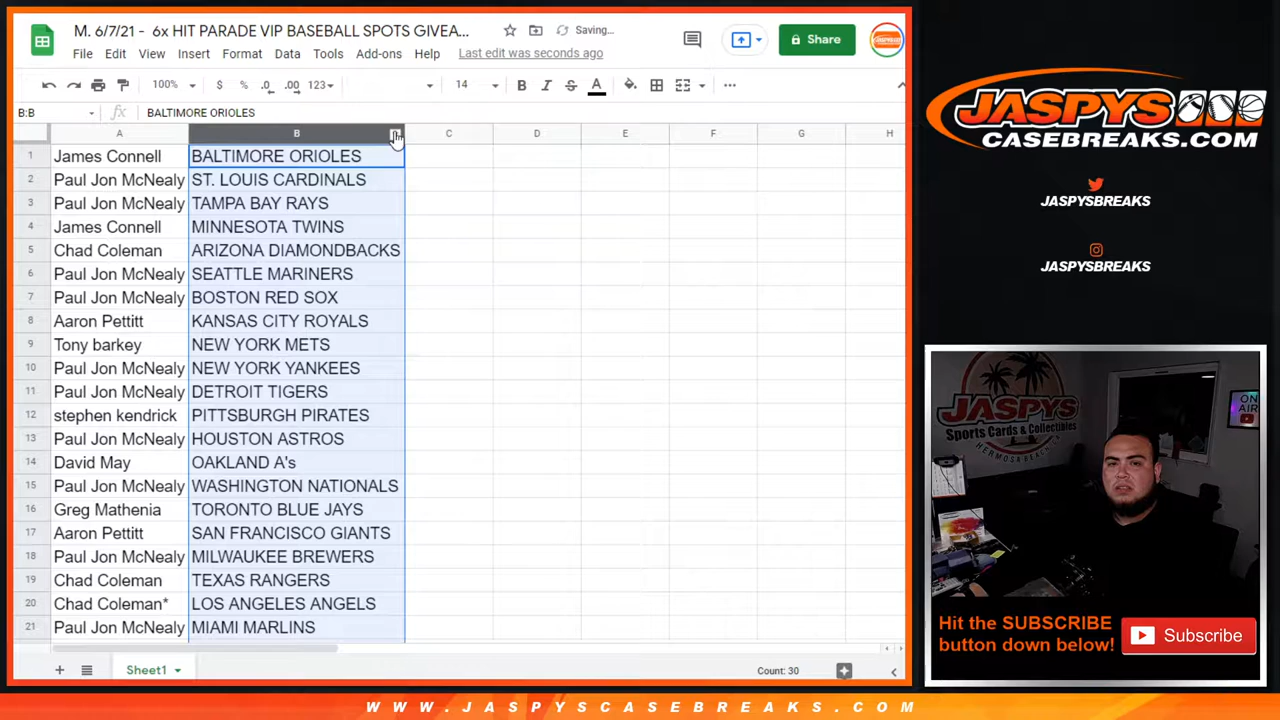 M. 6/7/21 - 6x HIT PARADE VIP BASEBALL SPOTS GIVEA...
Saving...
Share
File Edit View Insert Format Data Tools Add-ons Help Last edit was seconds ago
100% $ % .0 .00 123 14 B I S A
B:B fx BALTIMORE ORIOLES
A B C D E F G H
1 James Connell BALTIMORE ORIOLES
2 Paul Jon McNealy ST. LOUIS CARDINALS
3 Paul Jon McNealy TAMPA BAY RAYS
4 James Connell MINNESOTA TWINS
5 Chad Coleman ARIZONA DIAMONDBACKS
6 Paul Jon McNealy SEATTLE MARINERS
7 Paul Jon McNealy BOSTON RED SOX
8 Aaron Pettitt KANSAS CITY ROYALS
9 Tony barkey NEW YORK METS
10 Paul Jon McNealy NEW YORK YANKEES
11 Paul Jon McNealy DETROIT TIGERS
12 stephen kendrick PITTSBURGH PIRATES
13 Paul Jon McNealy HOUSTON ASTROS
14 David May OAKLAND A's
15 Paul Jon McNealy WASHINGTON NATIONALS
16 Greg Mathenia TORONTO BLUE JAYS
17 Aaron Pettitt SAN FRANCISCO GIANTS
18 Paul Jon McNealy MILWAUKEE BREWERS
19 Chad Coleman TEXAS RANGERS
20 Chad Coleman* LOS ANGELES ANGELS
21 Paul Jon McNealy MIAMI MARLINS
Sheet1
Count: 30
JASPYS
CASEBREAKS.COM
JASPYSBREAKS
JASPYSBREAKS
JASPYS
Sports Cards & Collectibles
HERMOSA BEACH, CA
ON
AIR
Hit the SUBSCRIBE
button down below!
Subscribe
WWW.JASPYSCASEBREAKS.COM